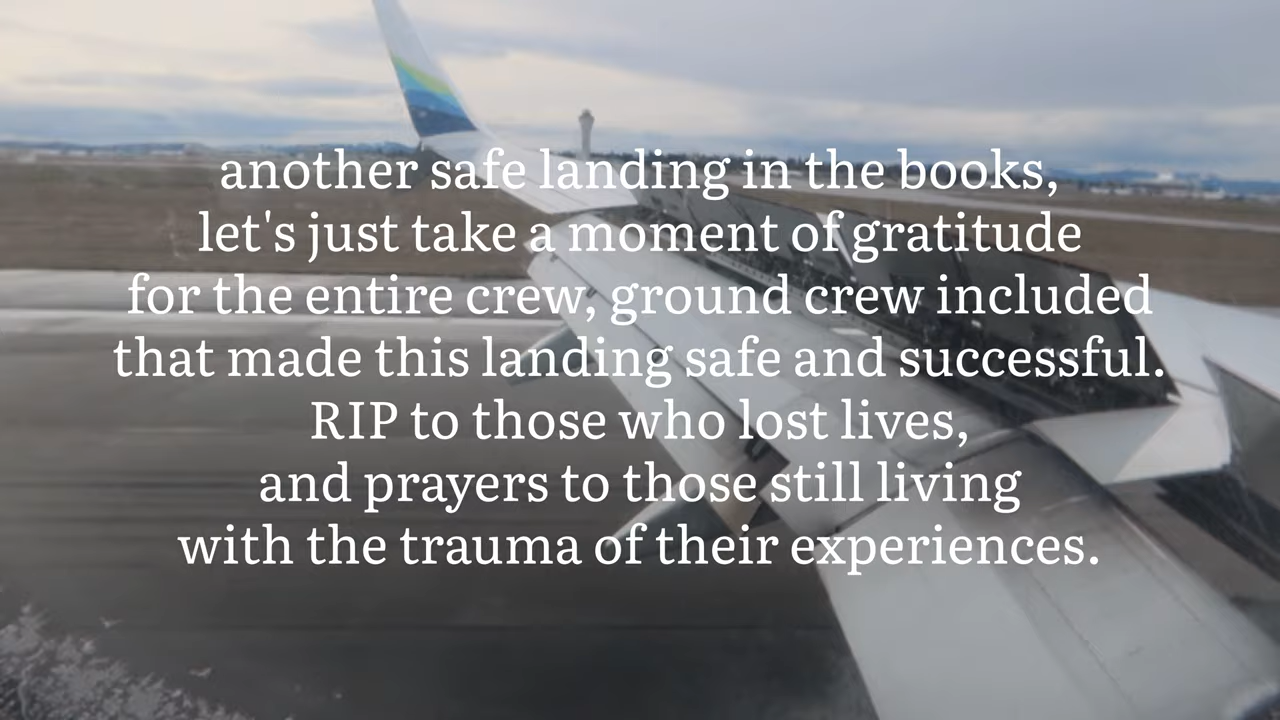 another safe landing in the books,
let's just take a moment of gratitude
for the entire crew, ground crew included
that made this landing safe and successful.
RIP to those who lost lives,
and prayers to those still living
with the trauma of their experiences.